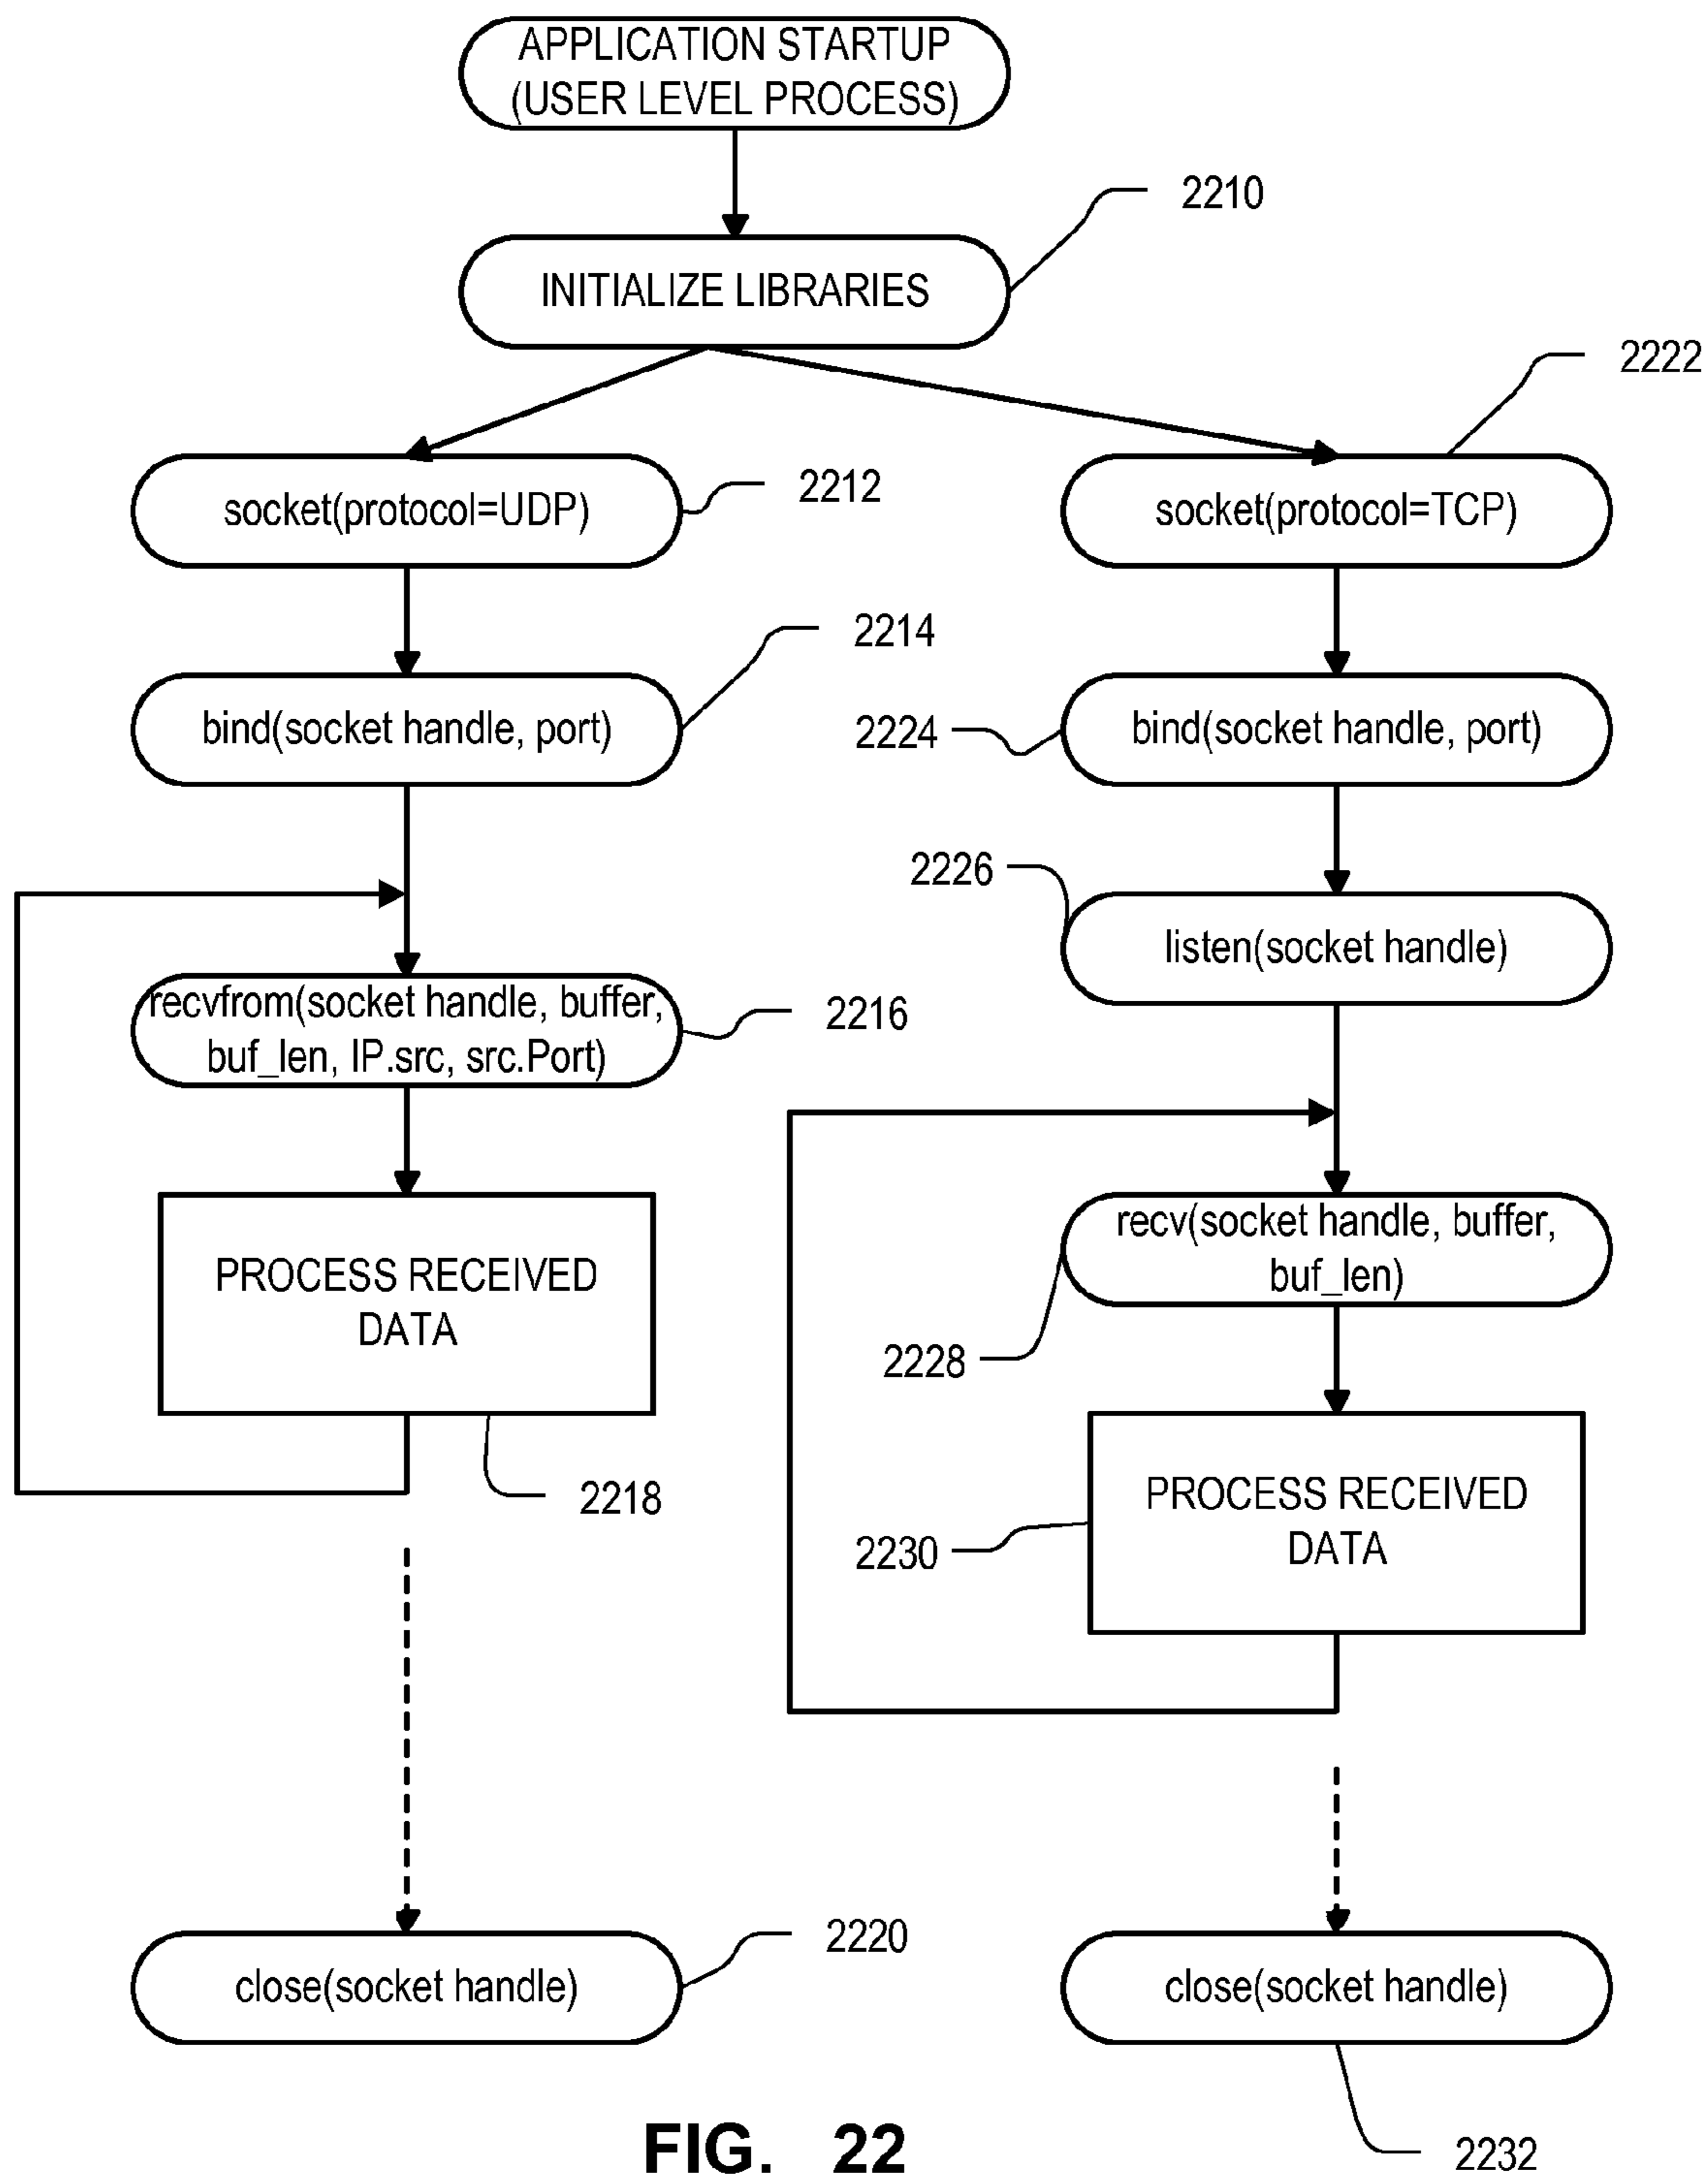 APPLICATION STARTUP
(USER LEVEL PROCESS)
2210
INITIALIZE LIBRARIES
2222
socket(protocol=UDP)
2212
socket(protocol=TCP)
2214
bind(socket handle, port)
2224
bind(socket handle, port)
2226
listen(socket handle)
recvfrom(socket handle, buffer,
buf_len, IP.src, src.Port)
2216
recv(socket handle, buffer,
buf_len)
2228
PROCESS RECEIVED
DATA
2218
PROCESS RECEIVED
DATA
2230
close(socket handle)
2220
close(socket handle)
2232
FIG. 22